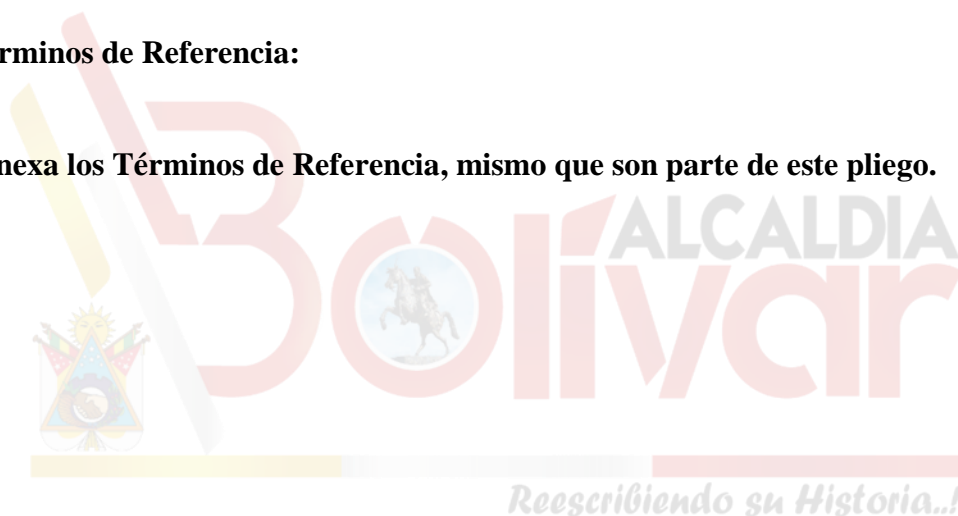 rminos de Referencia:
nexa los Términos de Referencia, mismo que son parte de este pliego.
ALCALDIA
Bolívar
Reescribiendo su Historia..!